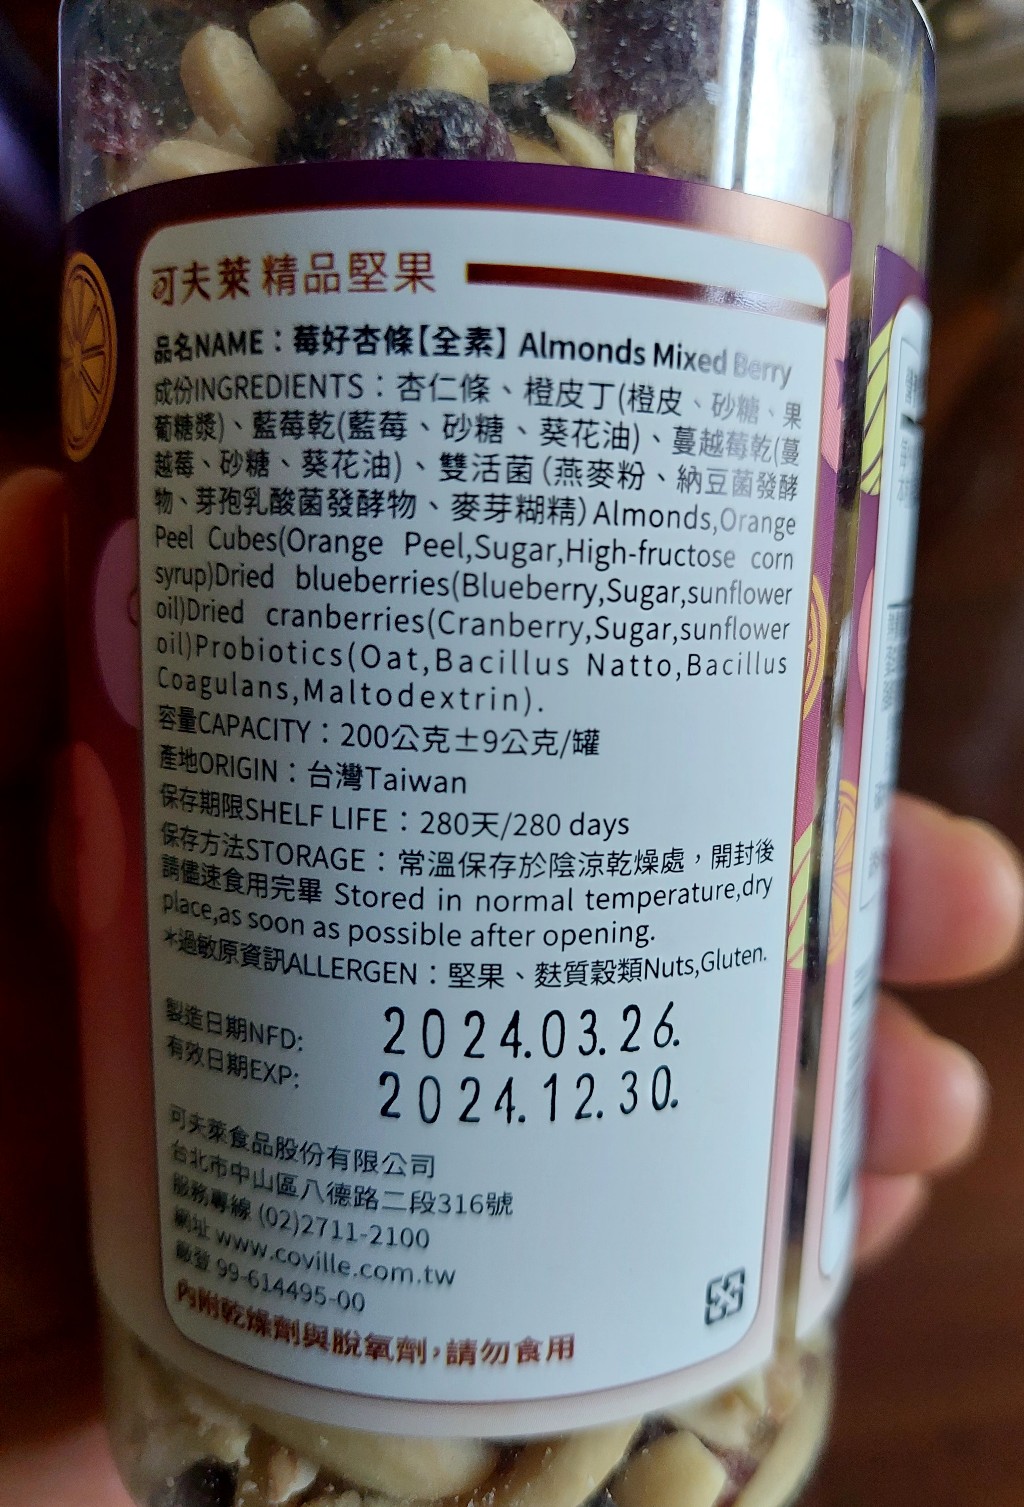 可夫萊 精品堅果
品名NAME：莓好杏條【全素】Almonds Mixed Berry
成份INGREDIENTS：杏仁條、橙皮丁(橙皮、砂糖、果
葡糖漿)、藍莓乾(藍莓、砂糖、葵花油)、蔓越莓乾(蔓
越莓、砂糖、葵花油)、雙活菌(燕麥粉、納豆菌發酵
物、芽孢乳酸菌發酵物、麥芽糊精)Almonds,Orange
Peel Cubes(Orange Peel,Sugar,High-fructose corn
syrup)Dried blueberries(Blueberry,Sugar,sunflower
oil)Dried cranberries(Cranberry,Sugar,sunflower
oil)Probiotics(Oat,Bacillus Natto,Bacillus
Coagulans,Maltodextrin).
容量CAPACITY：200公克±9公克/罐
產地ORIGIN：台灣Taiwan
保存期限SHELF LIFE：280天/280 days
保存方法STORAGE：常溫保存於陰涼乾燥處，開封後
請儘速食用完畢 Stored in normal temperature,dry
place,as soon as possible after opening.
*過敏原資訊ALLERGEN：堅果、麩質穀類Nuts,Gluten.
製造日期NFD: 2024.03.26.
有效日期EXP: 2024.12.30.
可夫萊食品股份有限公司
台北市中山區八德路二段316號
服務專線 (02)2711-2100
網址 www.coville.com.tw
廠登 99-614495-00
內附乾燥劑與脫氧劑，請勿食用